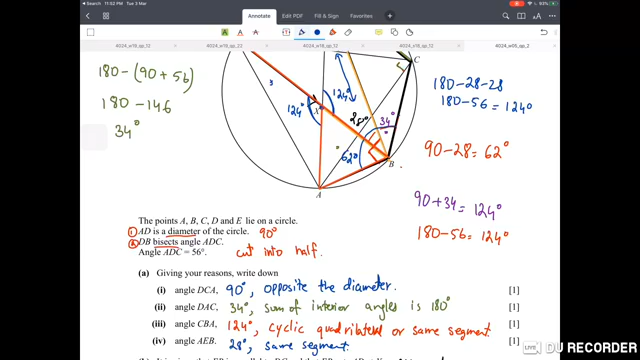 11:02 PM Tue 3 Mar
93%
Annotate Edit PDF Fill & Sign Favorites
4024_w18_qp_12
4024_w19_qp_22
4024_s18_qp_22
4024_w05_qp_2
180 - (90 + 56)
180 - 146
34°
C
124°
124°
X
28°
34°
62°
B
A
180 - 28 - 28
180 - 56 = 124°
90 - 28 = 62°
90 + 34 = 124°
180 - 56 = 124°
The points A, B, C, D and E lie on a circle.
① AD is a diameter of the circle. 90°
② DB bisects angle ADC.
Angle ADC = 56°. cut into half.
(a) Giving your reasons, write down
(i) angle DCA, 90°, opposite the diameter. [1]
(ii) angle DAC, 34°, sum of interior angles is 180° [1]
(iii) angle CBA, 124°, cyclic quadrilateral or same segment. [1]
(iv) angle AEB. 28°, same segment [1]
LIVE DU RECORDER